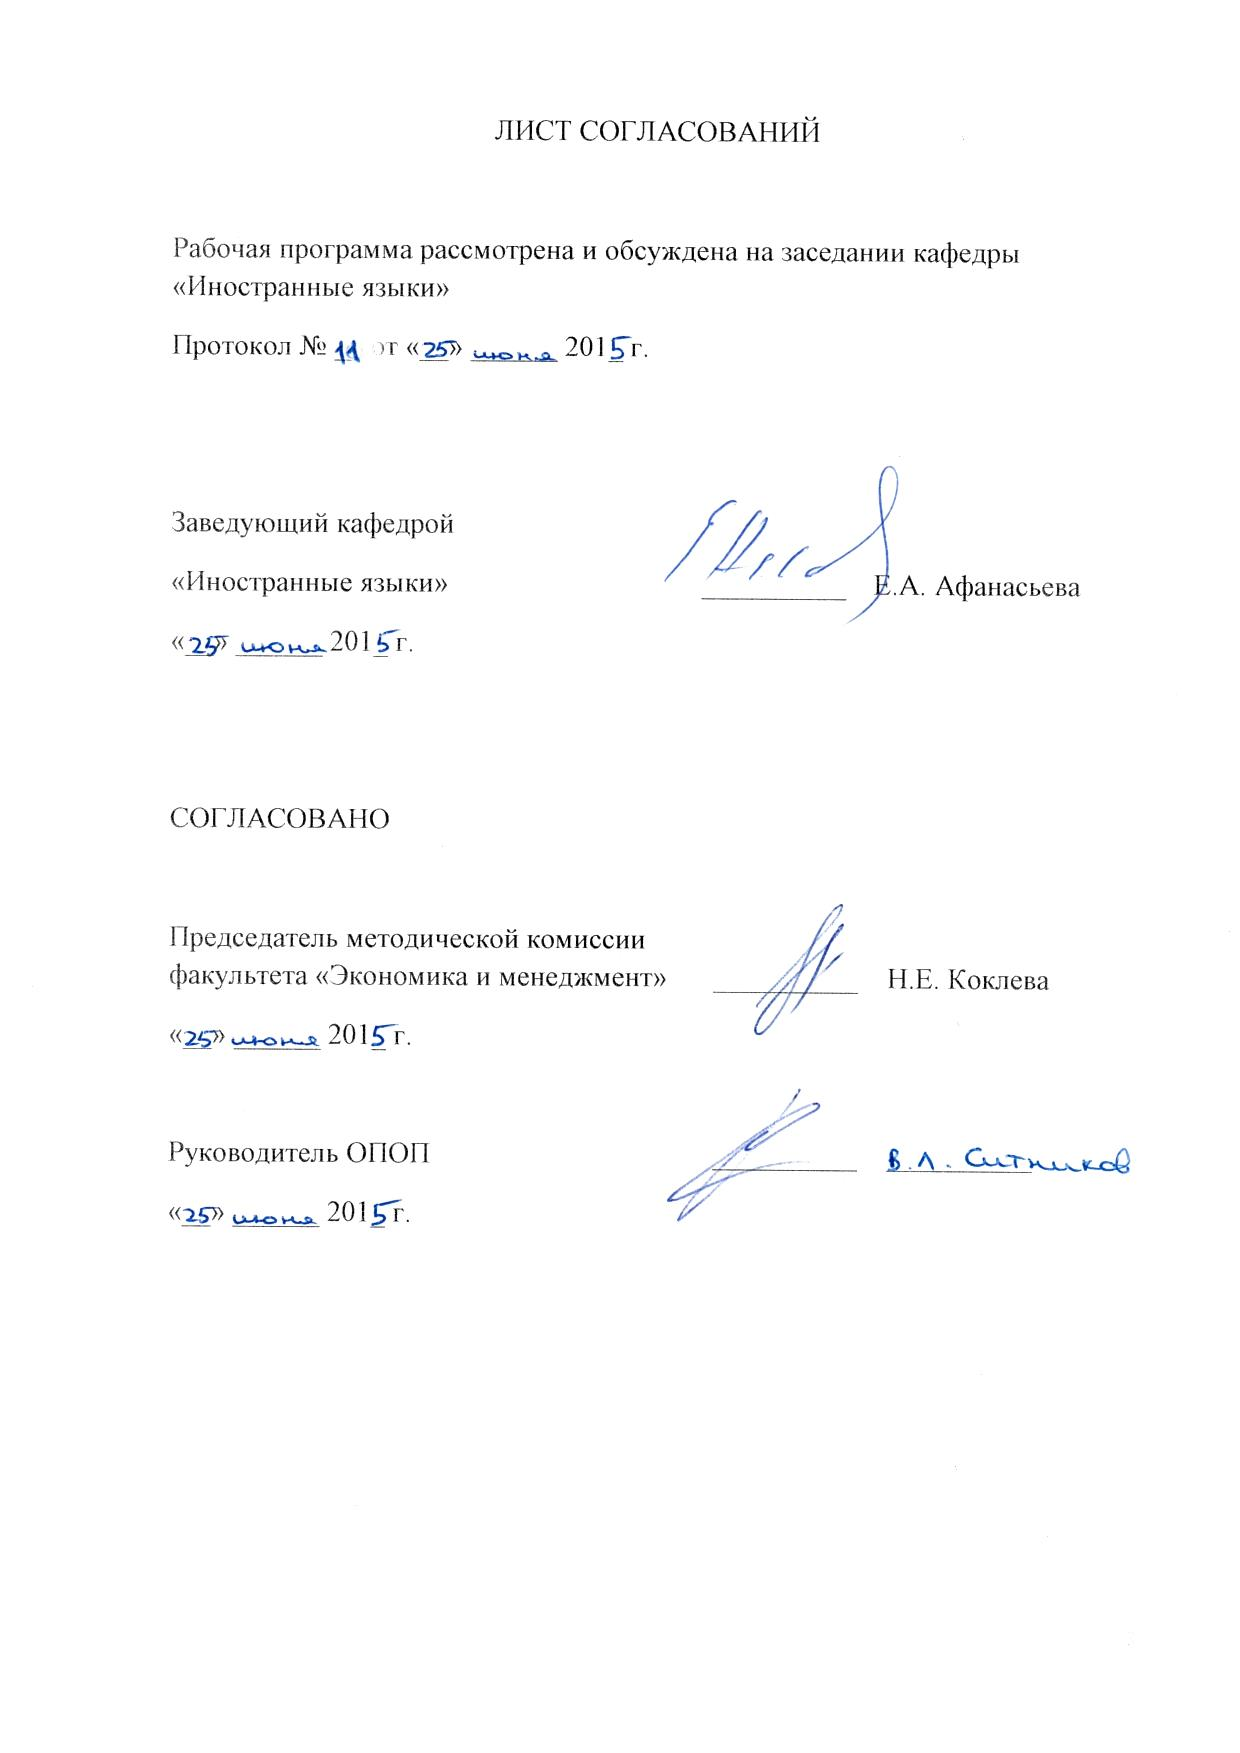 ЛИСТ СОГЛАСОВАНИЙ
Рабочая программа рассмотрена и обсуждена на заседании кафедры
«Иностранные языки»
Протокол № 11 от «25» июня 2015 г.
Заведующий кафедрой
«Иностранные языки» Е.А. Афанасьева
«25» июня 2015 г.
СОГЛАСОВАНО
Председатель методической комиссии
факультета «Экономика и менеджмент» Н.Е. Коклева
«25» июня 2015 г.
Руководитель ОПОП В.Л. Ситников
«25» июня 2015 г.